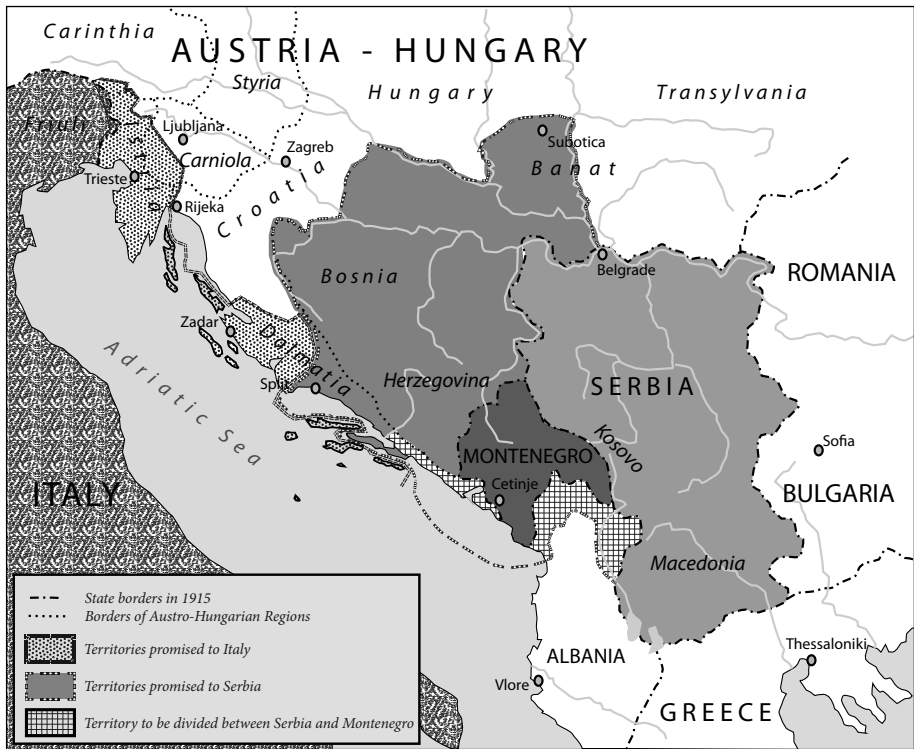 Carinthia
AUSTRIA - HUNGARY
Styria
Hungary
Transylvania
Friuli
Ljubljana
Subotica
Istria
Carniola
Zagreb
Banat
Trieste
Croatia
Rijeka
Bosnia
Belgrade
ROMANIA
Zadar
Dalmatia
Adriatic Sea
Split
Herzegovina
SERBIA
Kosovo
Sofia
MONTENEGRO
Cetinje
ITALY
BULGARIA
Macedonia
State borders in 1915
Borders of Austro-Hungarian Regions
Territories promised to Italy
Territories promised to Serbia
Territory to be divided between Serbia and Montenegro
Thessaloniki
ALBANIA
Vlore
GREECE